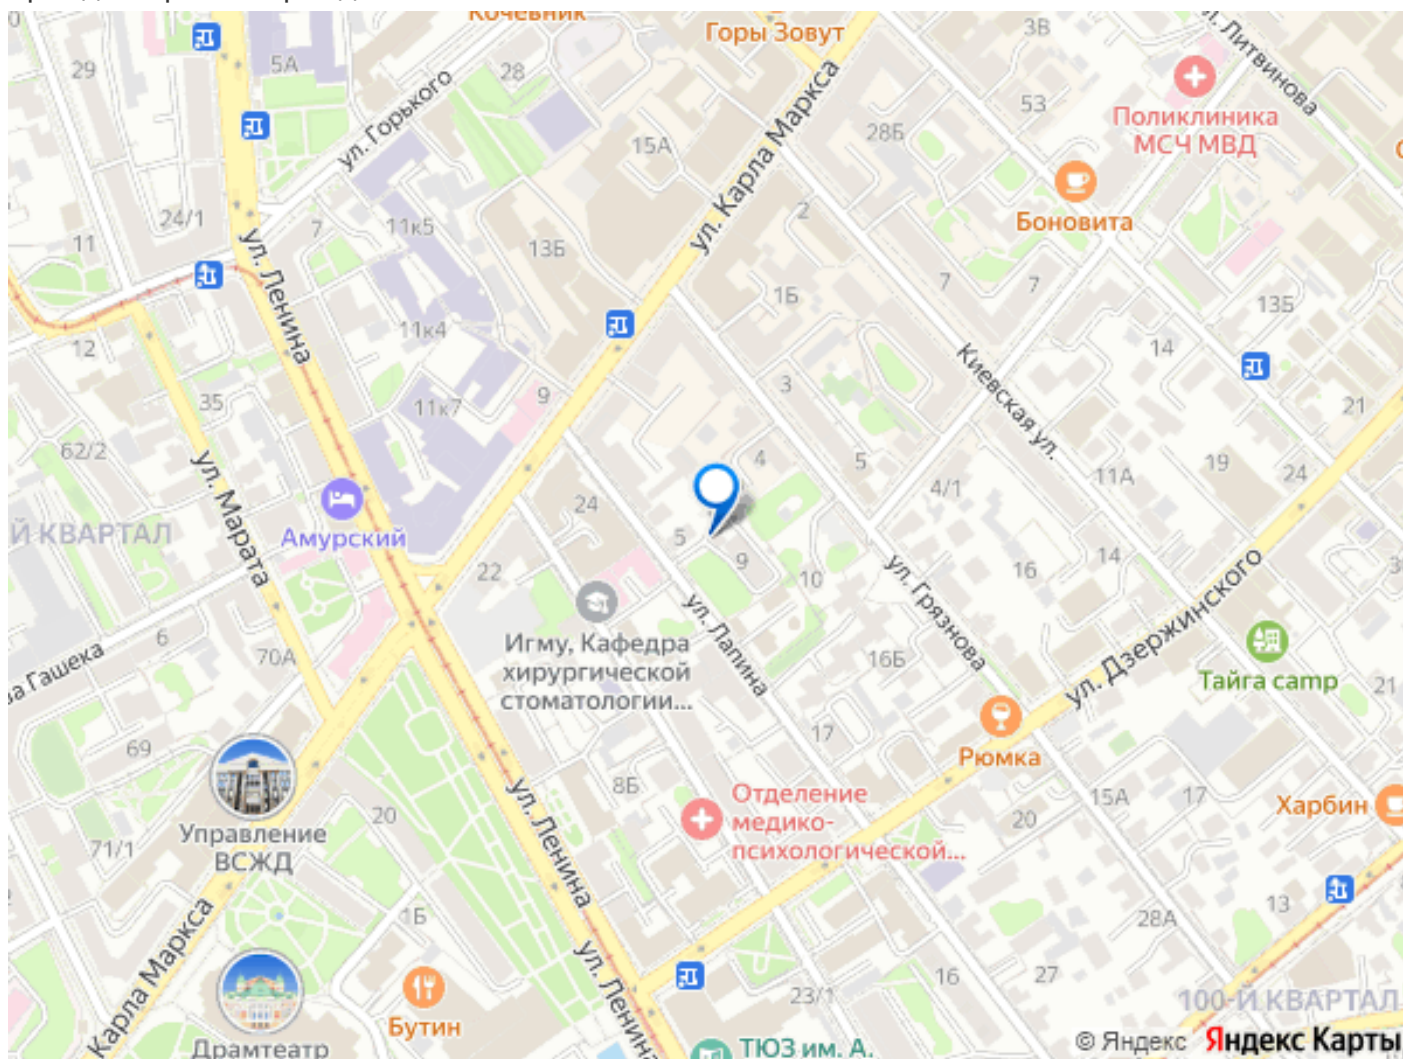 Кочевник
Горы Зовут
3В
ул. Литвинова
29
5А
28
ул. Горького
53
Поликлиника
МСЧ МВД
15А
28Б
ул. Карла Маркса
Боновита
24/1
7
11к5
2
11
13Б
ул. Ленина
1Б
7
7
13Б
11к4
12
14
Киевская ул.
35
11к7
9
3
21
62/2
ул. Марата
4
5
11А
19
24
4/1
Й КВАРТАЛ
Амурский
24
5
9
10
14
16
22
ул. Грязнова
ул. Дзержинского
Игму, Кафедра
хирургической
стоматологии...
ул. Лапина
6
70А
ва Гашека
16Б
Тайга camp
21
69
17
Рюмка
Управление
ВСЖД
20
8Б
ул. Ленина
Отделение
медико-
психологической...
15А
17
20
Харбин
71/1
1Б
28А
13
Карла Маркса
Бутин
ул. Ленина
16
27
23/1
100-Й КВАРТАЛ
Драмтеатр
ТЮЗ им. А.
© Яндекс Яндекс Карты